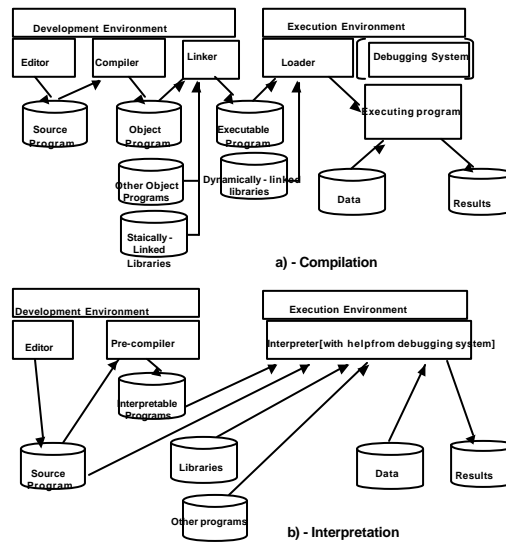 Development Environment
Execution Environment
Editor
Compiler
Linker
Loader
Debugging System
Source
Program
Object
Program
Executable
Program
Executing program
Other Object
Programs
Dynamically - linked
libraries
Staically -
Linked
Libraries
Data
Results
a) - Compilation
Development Environment
Execution Environment
Editor
Pre-compiler
Interpreter[with helpfrom debugging system]
Interpretable
Programs
Source
Program
Libraries
Data
Results
Other programs
b) - Interpretation